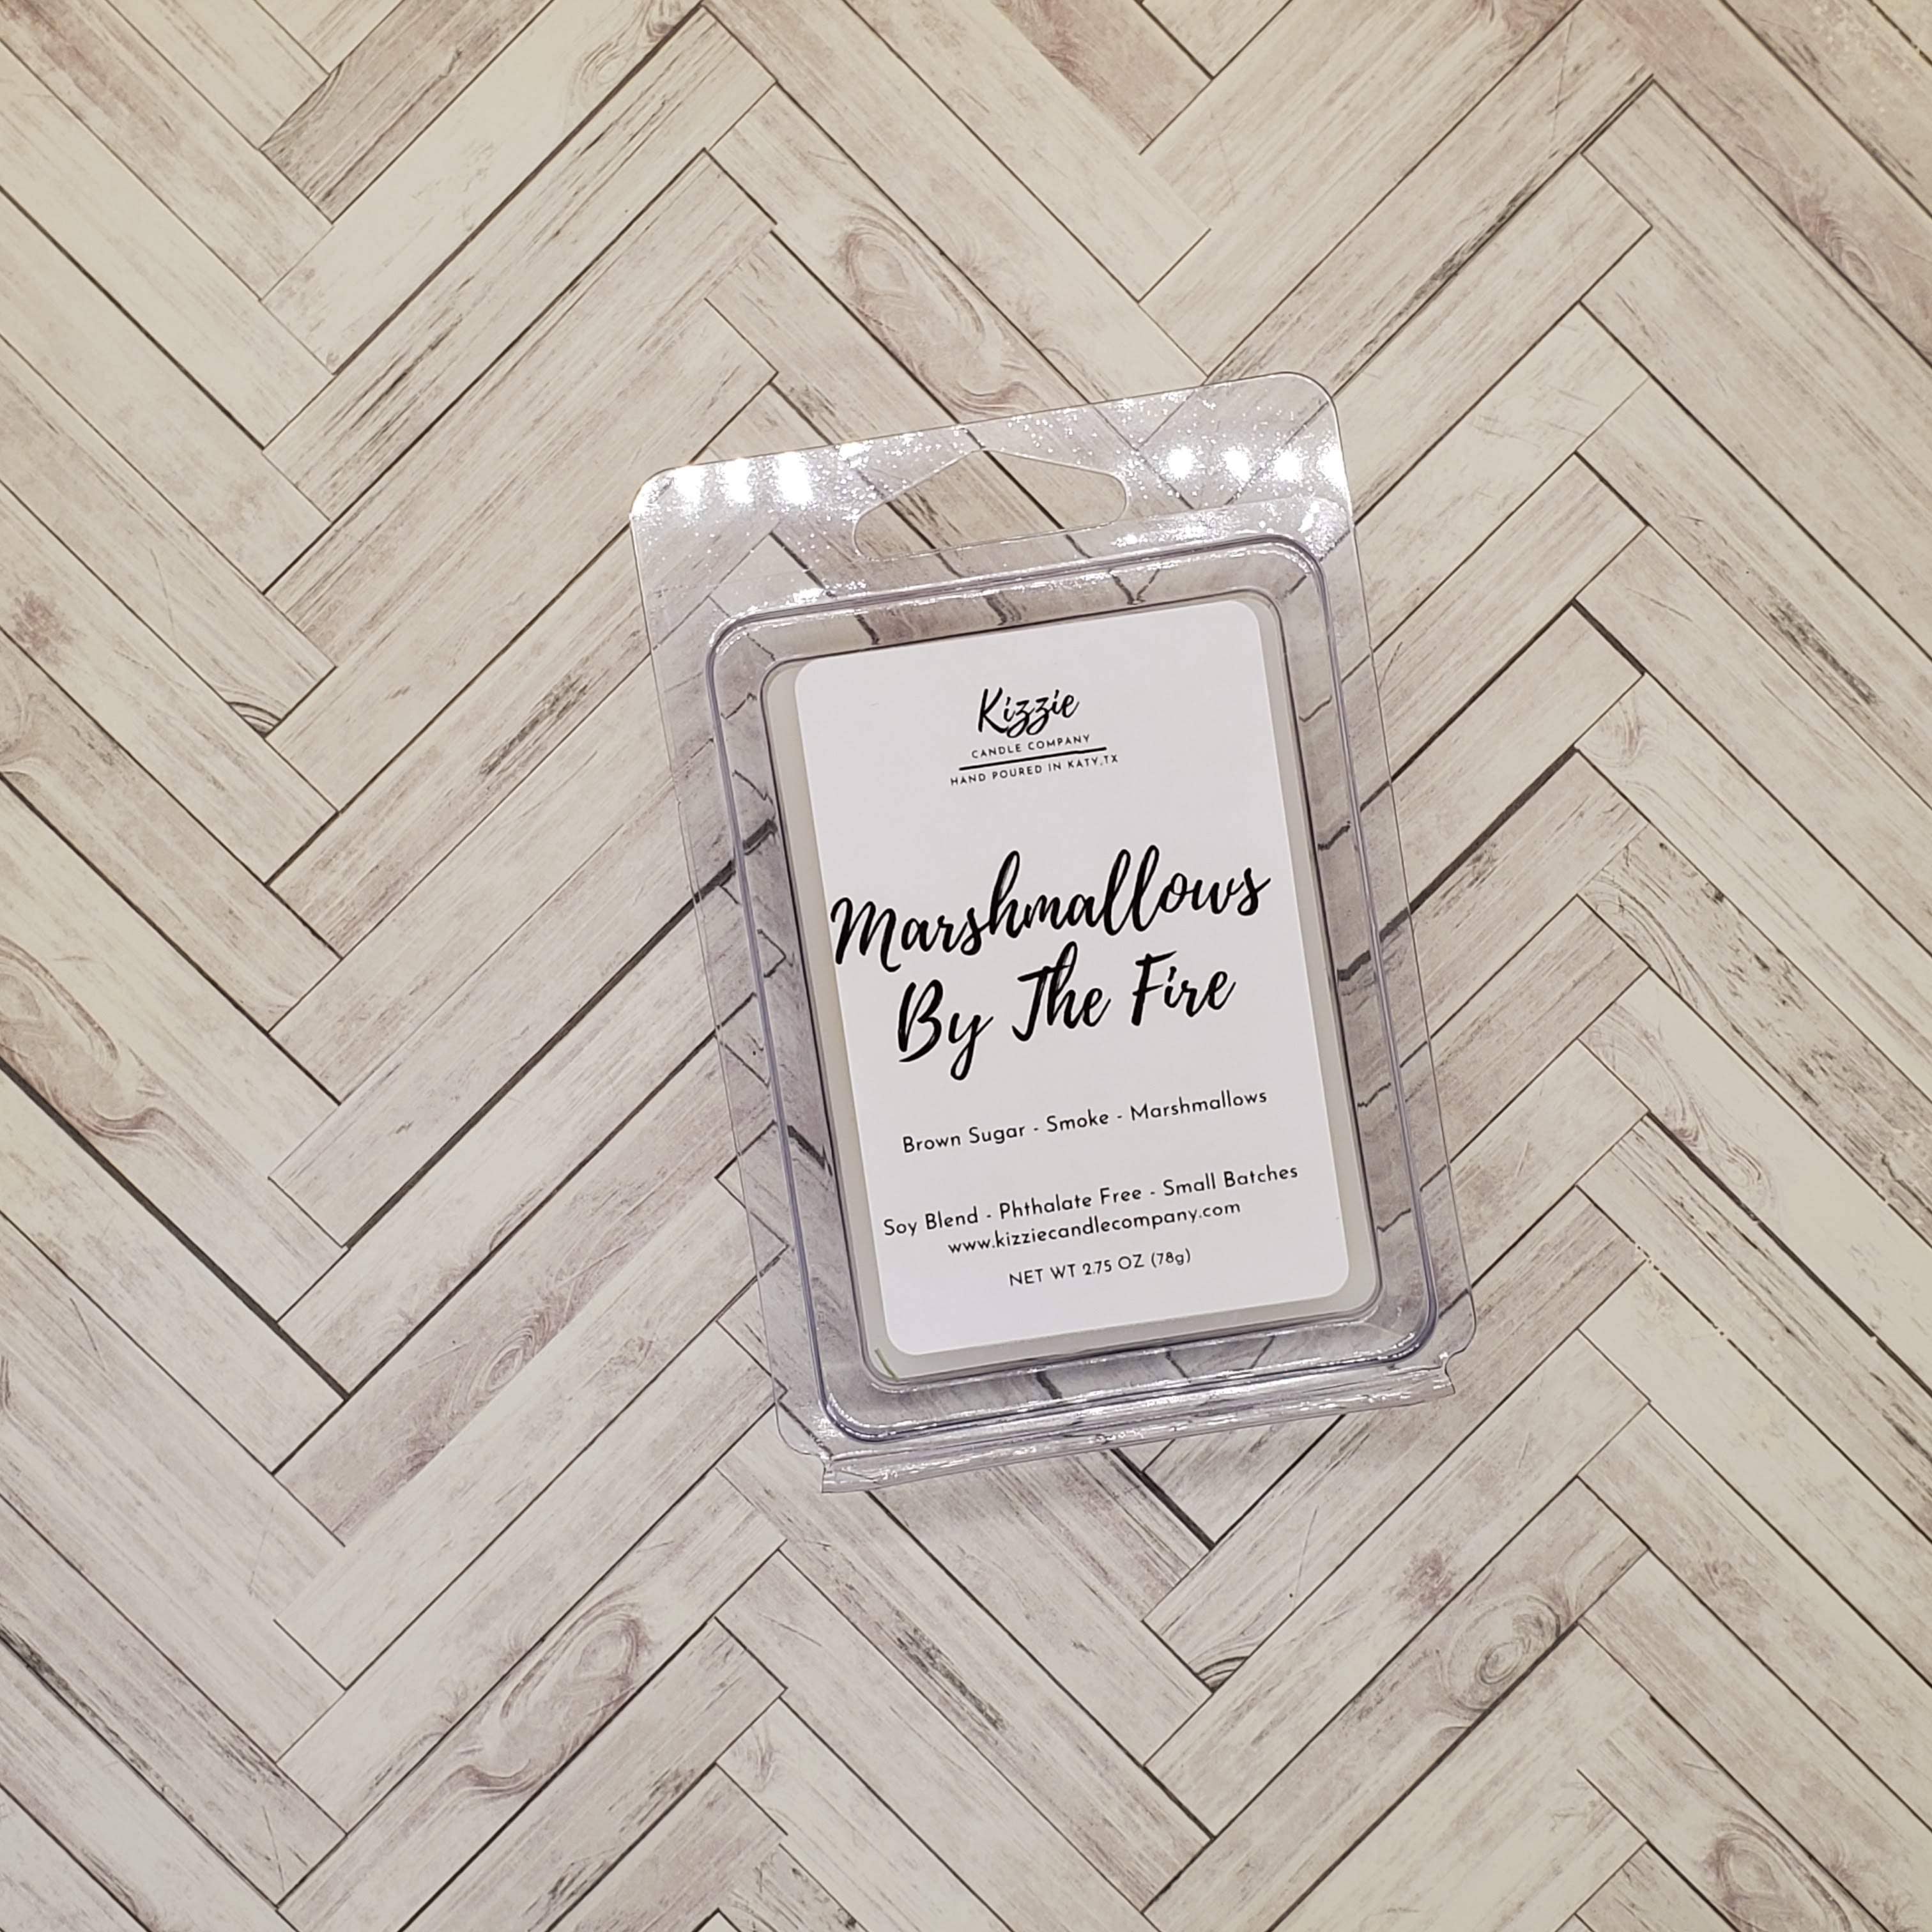 Kizzie
CANDLE COMPANY
HAND POURED IN KATY,TX
Marshmallows
By The Fire
Brown Sugar - Smoke - Marshmallows
Soy Blend - Phthalate Free - Small Batches
www.kizziecandlecompany.com
NET WT 2.75 OZ (78g)